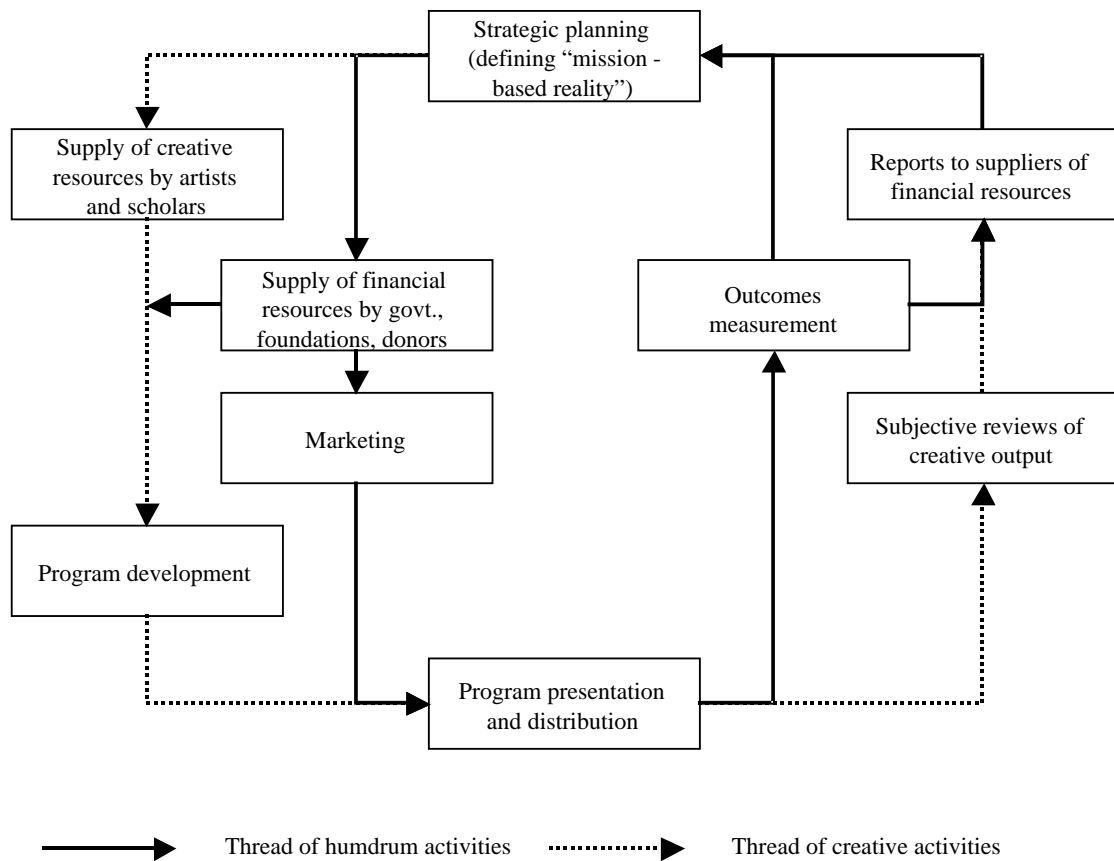 Strategic planning
(defining “mission -
based reality”)
Supply of creative
resources by artists
and scholars
Reports to suppliers of
financial resources
Supply of financial
resources by govt.,
foundations, donors
Outcomes
measurement
Marketing
Subjective reviews of
creative output
Program development
Program presentation
and distribution
Thread of humdrum activities
Thread of creative activities